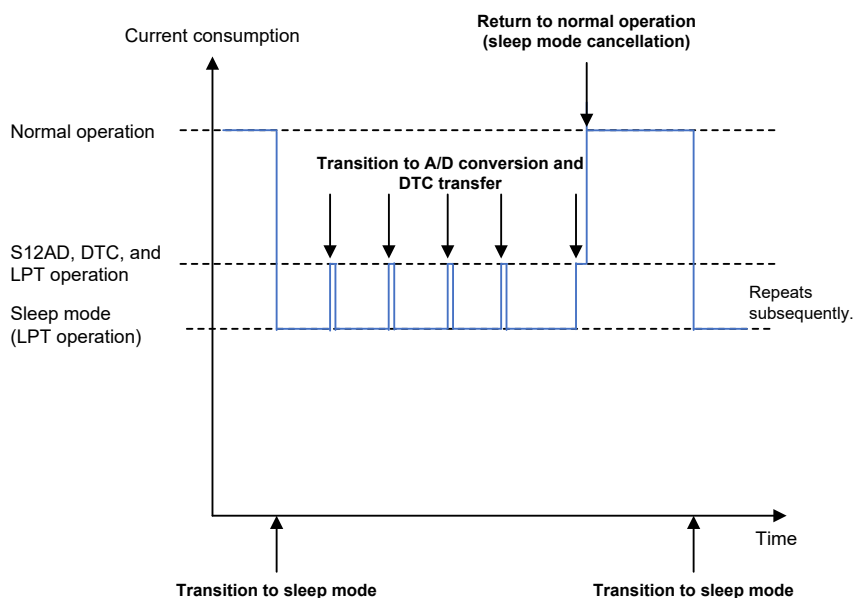 Return to normal operation
(sleep mode cancellation)
Current consumption
Normal operation
Transition to A/D conversion and
DTC transfer
S12AD, DTC, and
LPT operation
Sleep mode
(LPT operation)
Repeats
subsequently.
Time
Transition to sleep mode
Transition to sleep mode